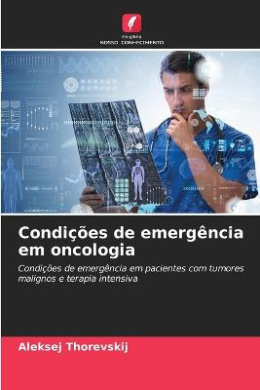 edições
NOSSO CONHECIMENTO
Condições de emergência
em oncologia
Condições de emergência em pacientes com tumores
malignos e terapia intensiva
Aleksej Thorevskij